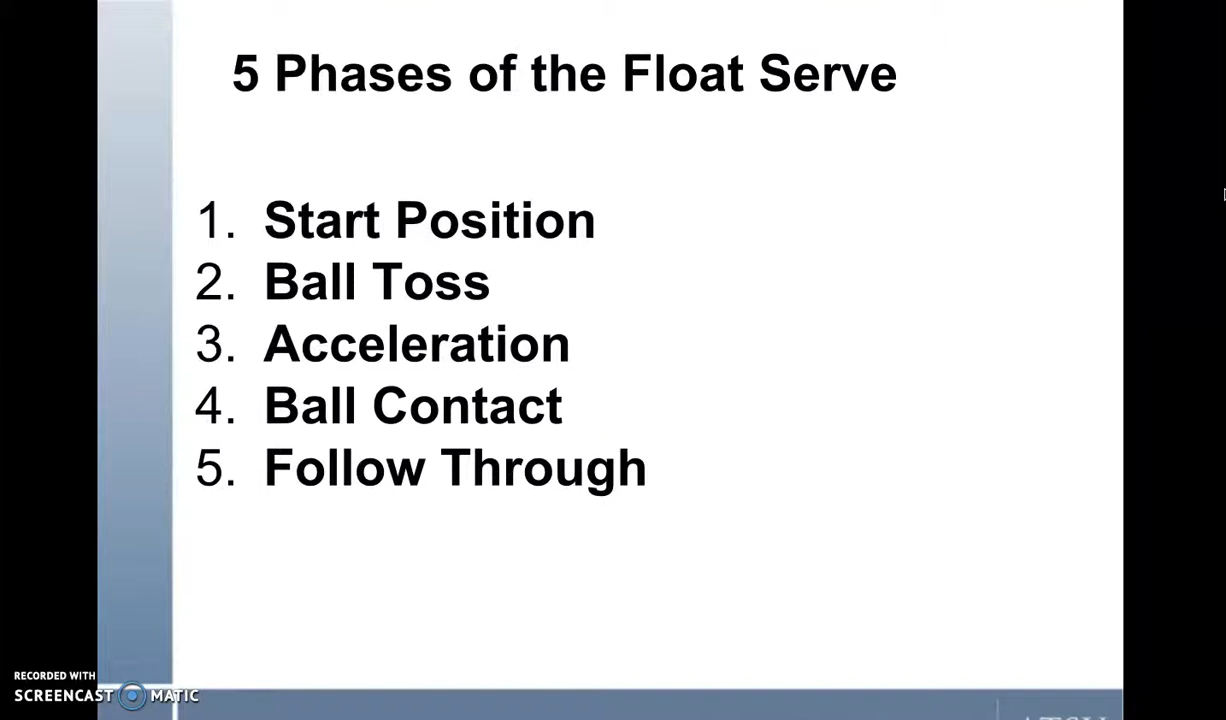 5 Phases of the Float Serve
1. Start Position
2. Ball Toss
3. Acceleration
4. Ball Contact
5. Follow Through
RECORDED WITH
SCREENCAST MATIC